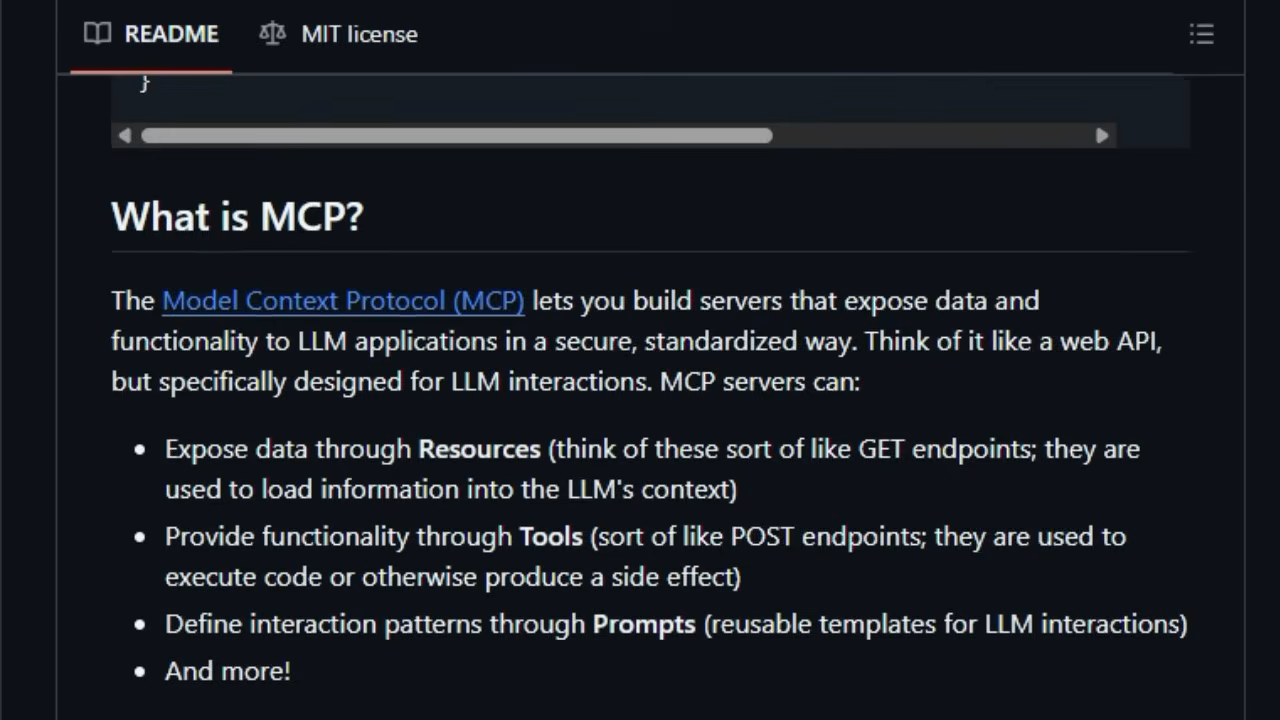 README
MIT license
}
What is MCP?
The Model Context Protocol (MCP) lets you build servers that expose data and
functionality to LLM applications in a secure, standardized way. Think of it like a web API,
but specifically designed for LLM interactions. MCP servers can:
• Expose data through Resources (think of these sort of like GET endpoints; they are
used to load information into the LLM's context)
• Provide functionality through Tools (sort of like POST endpoints; they are used to
execute code or otherwise produce a side effect)
• Define interaction patterns through Prompts (reusable templates for LLM interactions)
• And more!